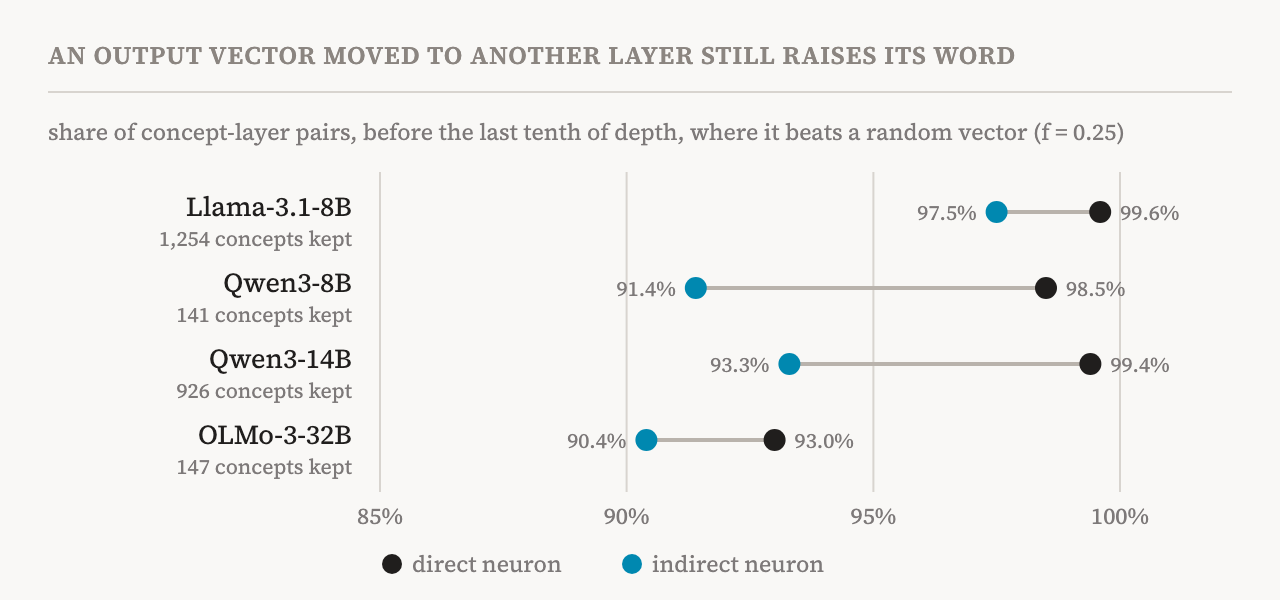 AN OUTPUT VECTOR MOVED TO ANOTHER LAYER STILL RAISES ITS WORD
share of concept-layer pairs, before the last tenth of depth, where it beats a random vector (f = 0.25)
Llama-3.1-8B
1,254 concepts kept
97.5%
99.6%
Qwen3-8B
141 concepts kept
91.4%
98.5%
Qwen3-14B
926 concepts kept
93.3%
99.4%
OLMo-3-32B
147 concepts kept
90.4%
93.0%
85%
90%
95%
100%
direct neuron
indirect neuron